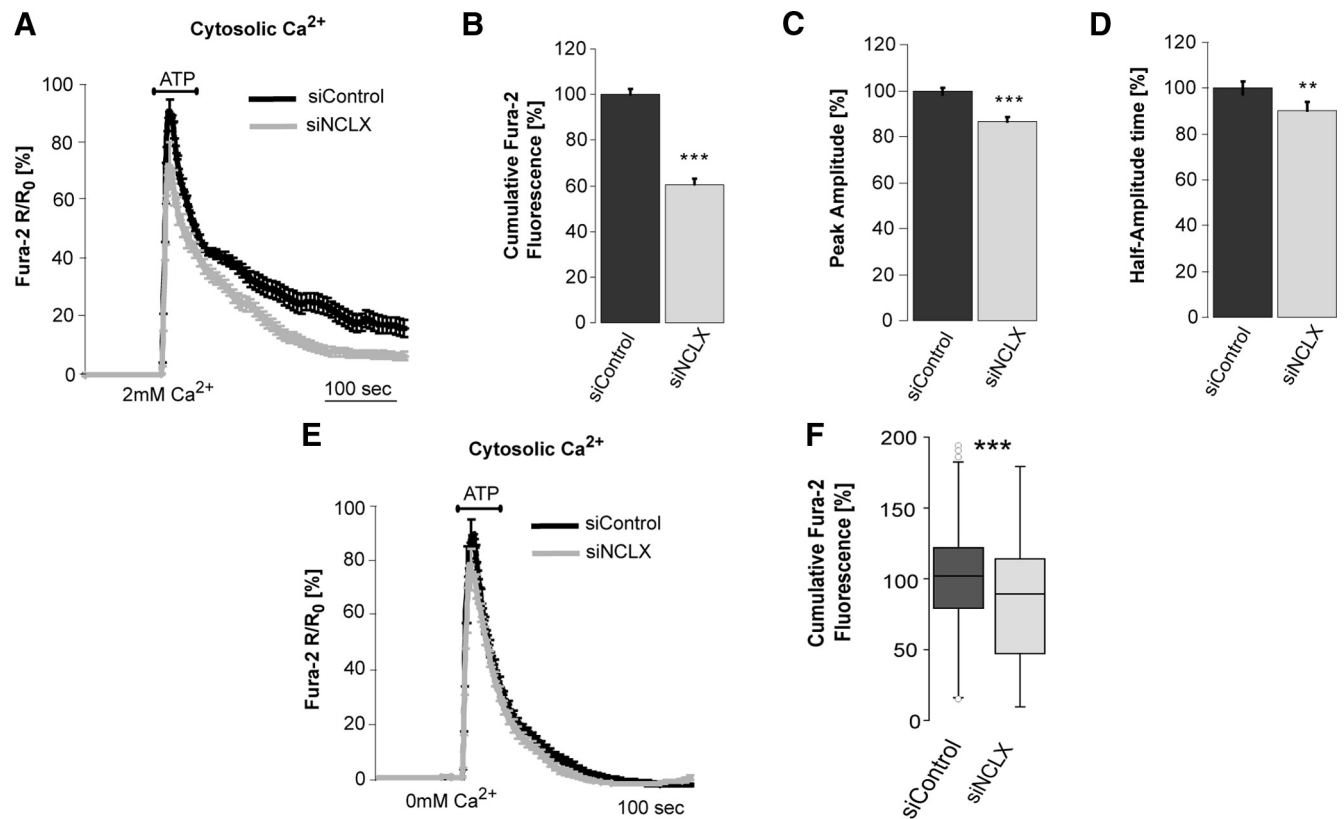 A
Cytosolic Ca²⁺
ATP
siControl
siNCLX
Fura-2 R/R₀ [%]
100
80
60
40
20
0
2mM Ca²⁺
100 sec
B
Cumulative Fura-2
Fluorescence [%]
120
100
80
60
40
20
0
***
siControl
siNCLX
C
Peak Amplitude [%]
120
100
80
60
40
20
0
***
siControl
siNCLX
D
Half-Amplitude time [%]
120
100
80
60
40
20
0
**
siControl
siNCLX
E
Cytosolic Ca²⁺
ATP
siControl
siNCLX
Fura-2 R/R₀ [%]
100
80
60
40
20
0
0mM Ca²⁺
100 sec
F
Cumulative Fura-2
Fluorescence [%]
200
150
100
50
0
***
siControl
siNCLX